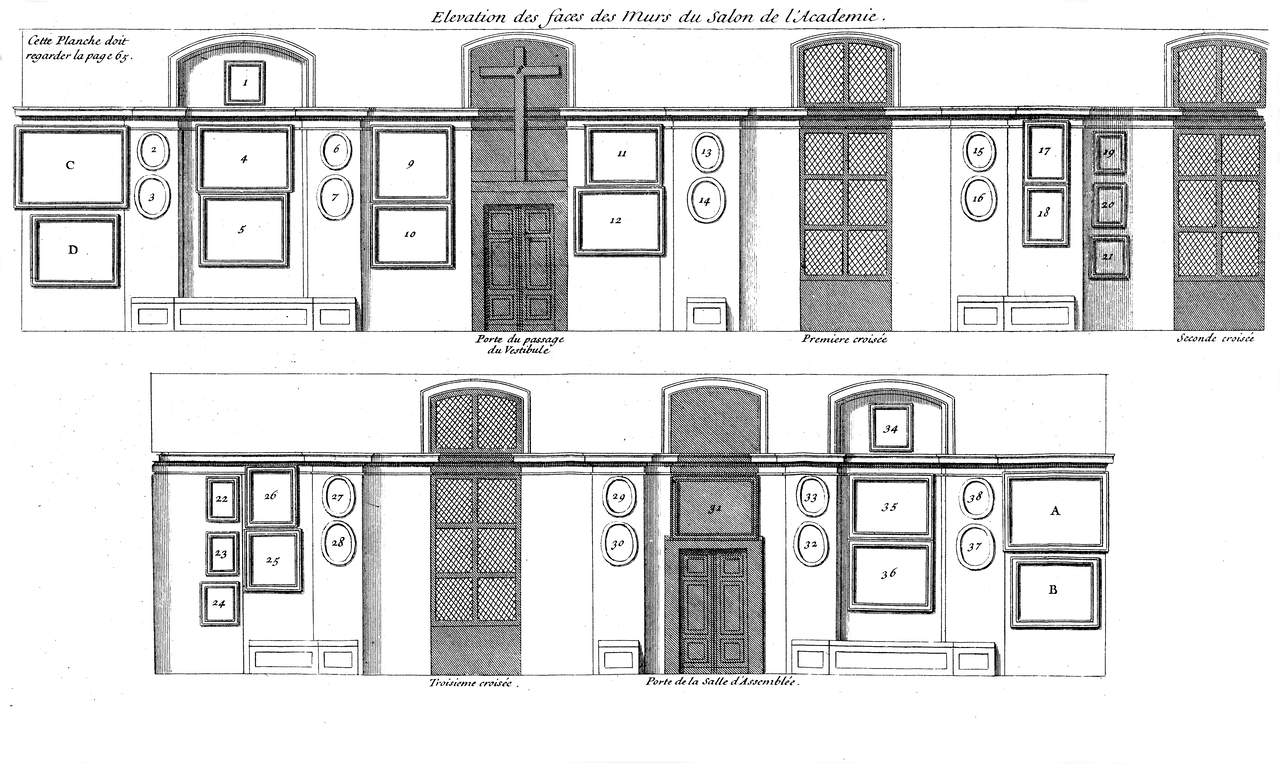 Elevation des faces des Murs du Salon de l'Academie.
Cette Planche doit
regarder la page 65.
1
C
2
4
6
9
11
13
15
17
19
3
5
7
10
12
14
16
18
20
D
21
Porte du passage
du Vestibule
Premiere croisée
Seconde croisée
34
22
26
27
29
31
33
35
38
A
23
25
28
30
32
36
37
B
24
Troisieme croisée.
Porte de la Salle d'Assemblée.